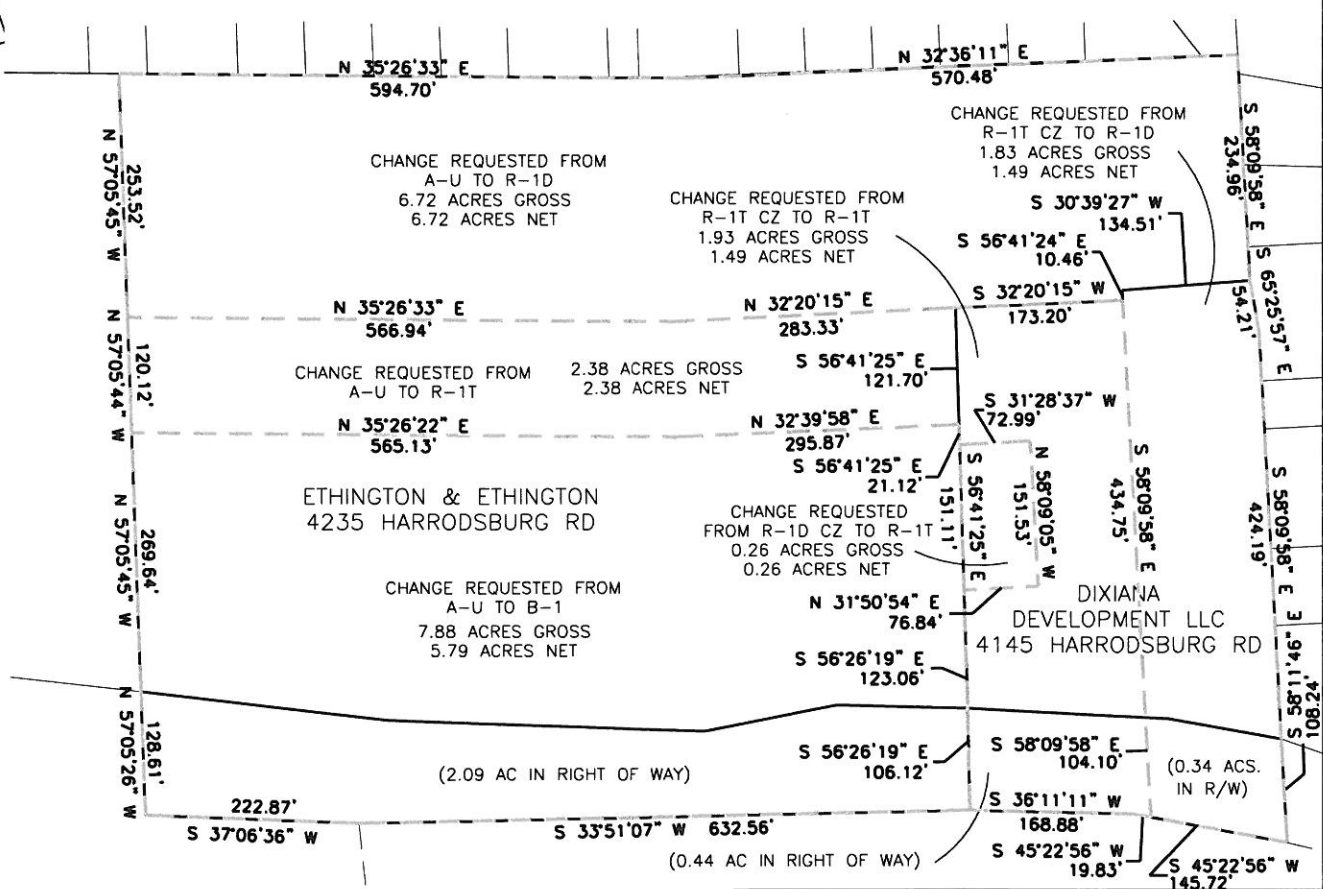 N 35°26'33" E
594.70'
N 32°36'11" E
570.48'
CHANGE REQUESTED FROM
R-1T CZ TO R-1D
1.83 ACRES GROSS
1.49 ACRES NET
S 58°09'58" E
234.96'
N 57°05'45" W
253.52'
CHANGE REQUESTED FROM
A-U TO R-1D
6.72 ACRES GROSS
6.72 ACRES NET
CHANGE REQUESTED FROM
R-1T CZ TO R-1T
1.93 ACRES GROSS
1.49 ACRES NET
S 30°39'27" W
134.51'
S 56°41'24" E
10.46'
S 65°25'57" E
54.21'
N 35°26'33" E
566.94'
N 32°20'15" E
283.33'
S 32°20'15" W
173.20'
N 57°05'44" W
120.12'
CHANGE REQUESTED FROM
A-U TO R-1T
2.38 ACRES GROSS
2.38 ACRES NET
S 56°41'25" E
121.70'
S 31°28'37" W
72.99'
N 35°26'22" E
565.13'
N 32°39'58" E
295.87'
S 56°41'25" E
21.12'
S 56°41'25" E
151.11'
N 58°09'05" W
151.53'
S 58°09'58" E
434.75'
S 58°09'58" E
424.19'
ETHINGTON & ETHINGTON
4235 HARRODSBURG RD
N 57°05'45" W
269.64'
CHANGE REQUESTED
FROM R-1D CZ TO R-1T
0.26 ACRES GROSS
0.26 ACRES NET
CHANGE REQUESTED FROM
A-U TO B-1
7.88 ACRES GROSS
5.79 ACRES NET
N 31°50'54" E
76.84'
DIXIANA
DEVELOPMENT LLC
4145 HARRODSBURG RD
S 56°26'19" E
123.06'
S 58°11'46" E
108.24'
N 57°05'26" W
128.61'
(2.09 AC IN RIGHT OF WAY)
S 56°26'19" E
106.12'
S 58°09'58" E
104.10'
(0.34 ACS.
IN R/W)
222.87'
S 37°06'36" W
S 33°51'07" W 632.56'
S 36°11'11" W
168.88'
(0.44 AC IN RIGHT OF WAY)
S 45°22'56" W
19.83'
S 45°22'56" W
145.72'